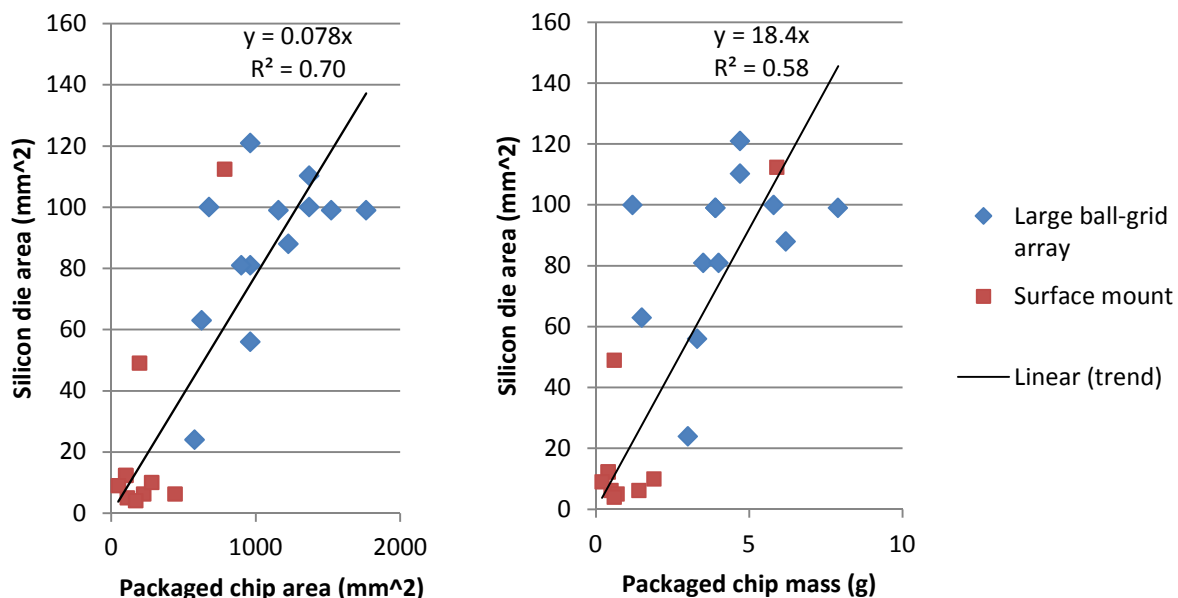 160
140
120
100
80
60
40
20
0
Silicon die area (mm^2)
y = 0.078x
R² = 0.70
0 1000 2000
Packaged chip area (mm^2)
160
140
120
100
80
60
40
20
0
Silicon die area (mm^2)
y = 18.4x
R² = 0.58
0 5 10
Packaged chip mass (g)
Large ball-grid
array
Surface mount
Linear (trend)